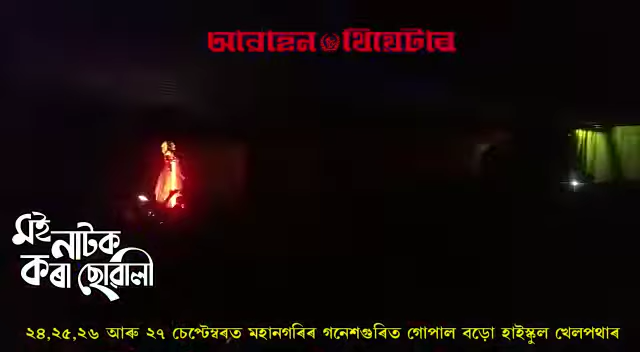 আৱাহন থিয়েটাৰ
মই
নাটক
কৰা ছোৱালী
২৪,২৫,২৬ আৰু ২৭ চেপ্টেম্বৰত মহানগৰিৰ গনেশগুৰিত গোপাল বড়ো হাইস্কুল খেলপথাৰ